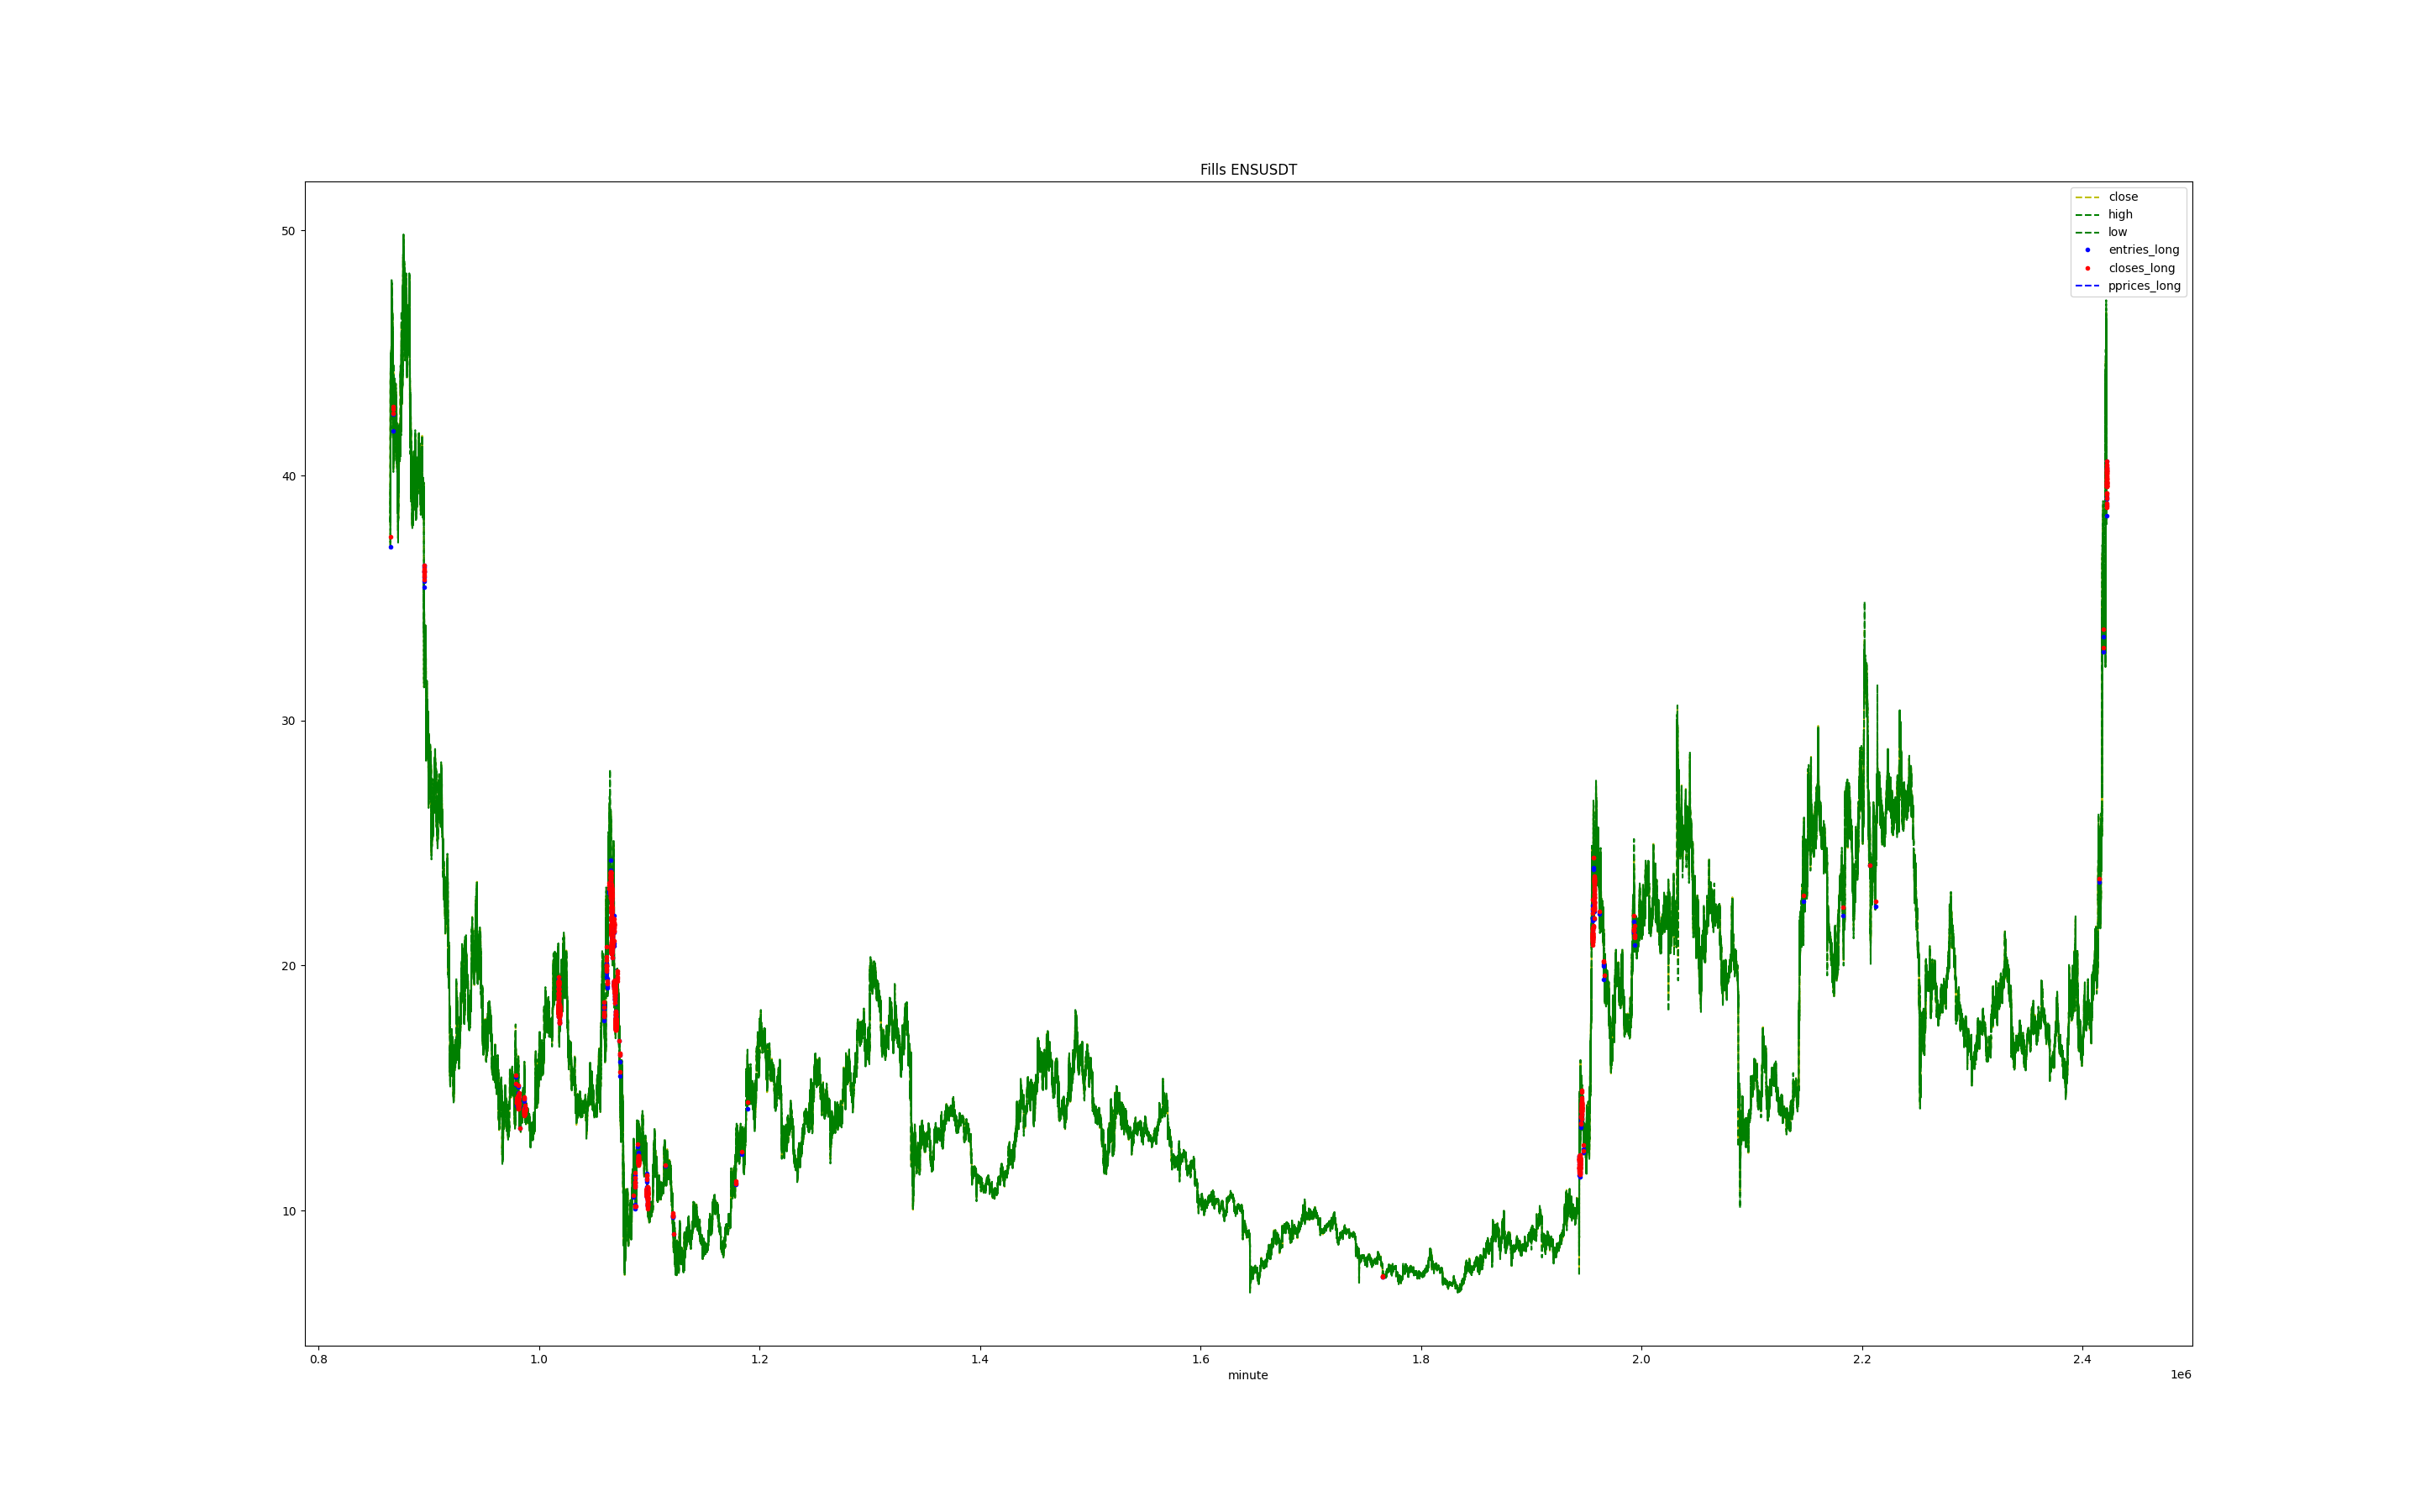 Fills ENSUSDT
close
high
low
entries_long
closes_long
pprices_long
50
40
30
20
10
0.8 1.0 1.2 1.4 1.6 1.8 2.0 2.2 2.4
minute
1e6